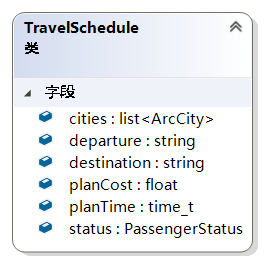 TravelSchedule
类
字段
cities : list<ArcCity>
departure : string
destination : string
planCost : float
planTime : time_t
status : PassengerStatus